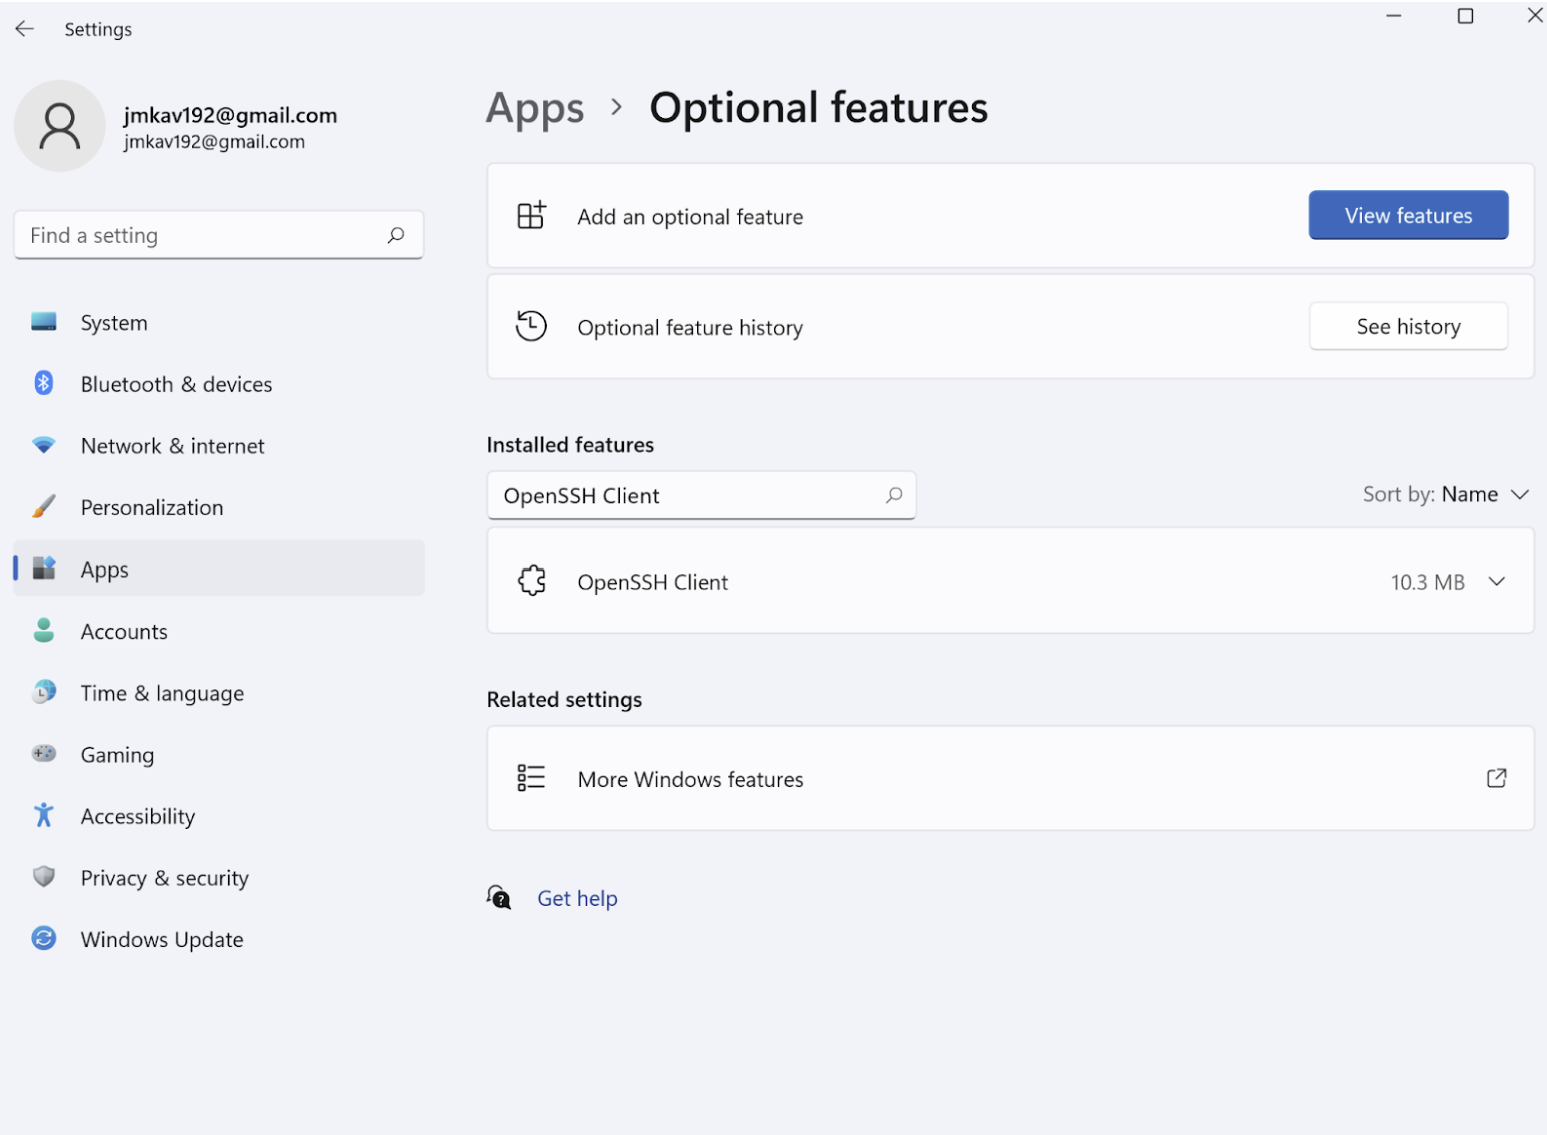 Settings
jmkav192@gmail.com
jmkav192@gmail.com
Find a setting
System
Bluetooth & devices
Network & internet
Personalization
Apps
Accounts
Time & language
Gaming
Accessibility
Privacy & security
Windows Update
Apps > Optional features
Add an optional feature View features
Optional feature history See history
Installed features
OpenSSH Client Sort by: Name
OpenSSH Client 10.3 MB
Related settings
More Windows features
Get help